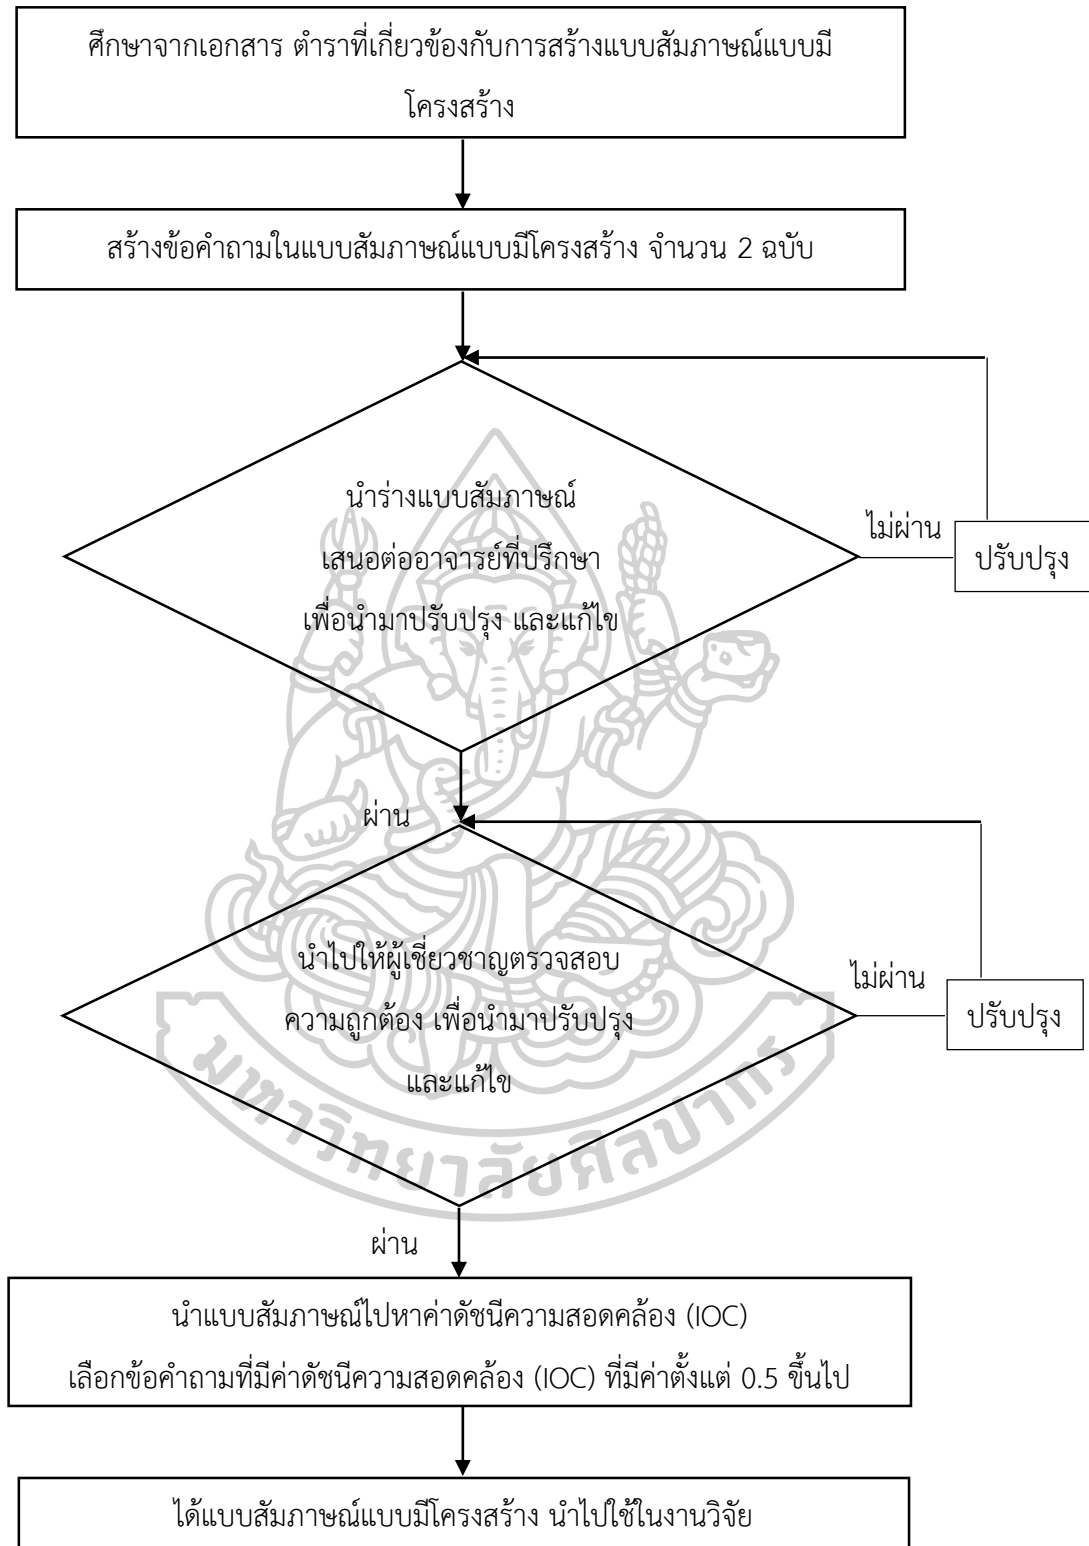 ศึกษาจากเอกสาร ตำราที่เกี่ยวข้องกับการสร้างแบบสัมภาษณ์แบบมี
โครงสร้าง
สร้างข้อคำถามในแบบสัมภาษณ์แบบมีโครงสร้าง จำนวน 2 ฉบับ
นำร่างแบบสัมภาษณ์
เสนอต่ออาจารย์ที่ปรึกษา
เพื่อนำมาปรับปรุง และแก้ไข
ไม่ผ่าน
ปรับปรุง
ผ่าน
นำไปให้ผู้เชี่ยวชาญตรวจสอบ
ความถูกต้อง เพื่อนำมาปรับปรุง
และแก้ไข
ไม่ผ่าน
ปรับปรุง
มหาวิทยาลัยศิลปากร
ผ่าน
นำแบบสัมภาษณ์ไปหาค่าดัชนีความสอดคล้อง (IOC)
เลือกข้อคำถามที่มีค่าดัชนีความสอดคล้อง (IOC) ที่มีค่าตั้งแต่ 0.5 ขึ้นไป
ได้แบบสัมภาษณ์แบบมีโครงสร้าง นำไปใช้ในงานวิจัย